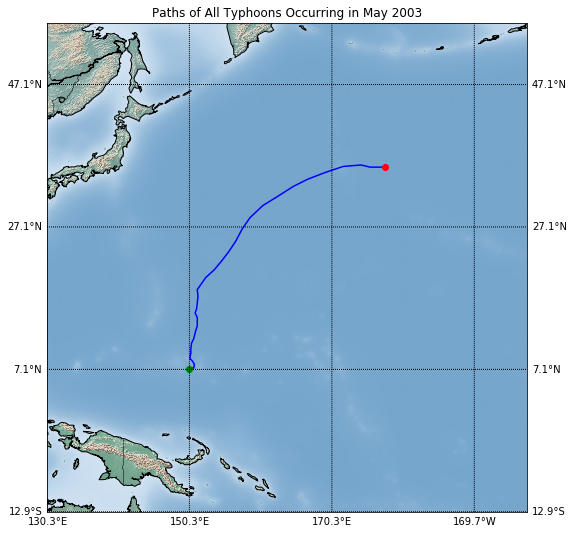 Paths of All Typhoons Occurring in May 2003
47.1°N 47.1°N
27.1°N 27.1°N
7.1°N 7.1°N
12.9°S 12.9°S
130.3°E 150.3°E 170.3°E 169.7°W